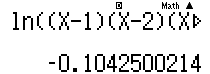 Math ▲
ln((X-1)(X-2)(X▷
-0.1042500214